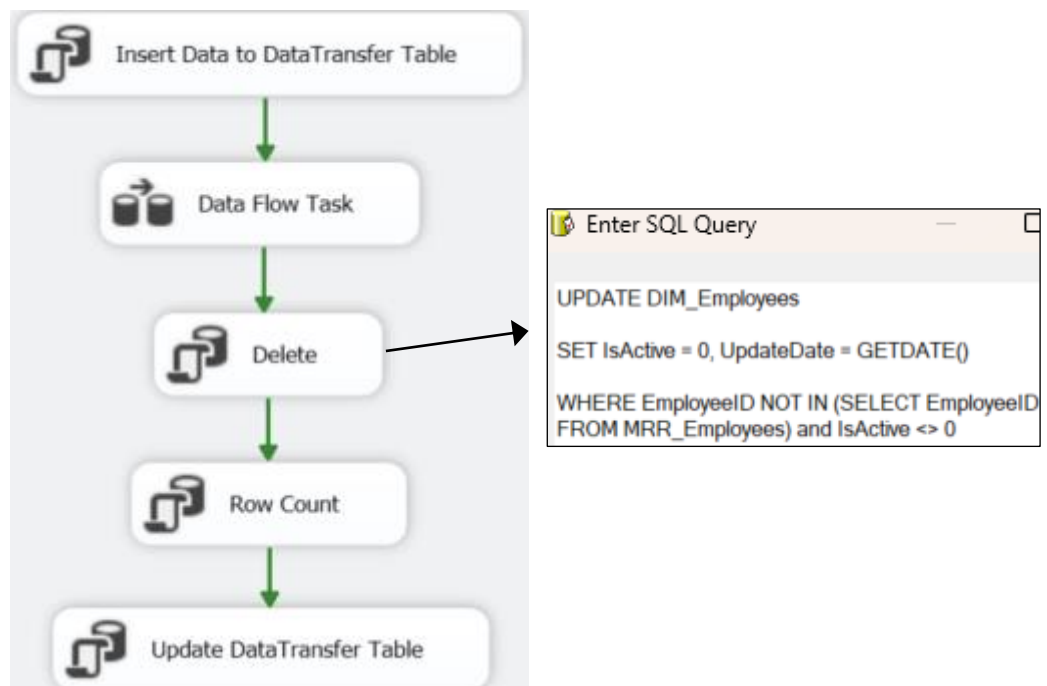 Insert Data to DataTransfer Table
Data Flow Task
Delete
Row Count
Update DataTransfer Table
Enter SQL Query
UPDATE DIM_Employees
SET IsActive = 0, UpdateDate = GETDATE()
WHERE EmployeeID NOT IN (SELECT EmployeeID
FROM MRR_Employees) and IsActive <> 0